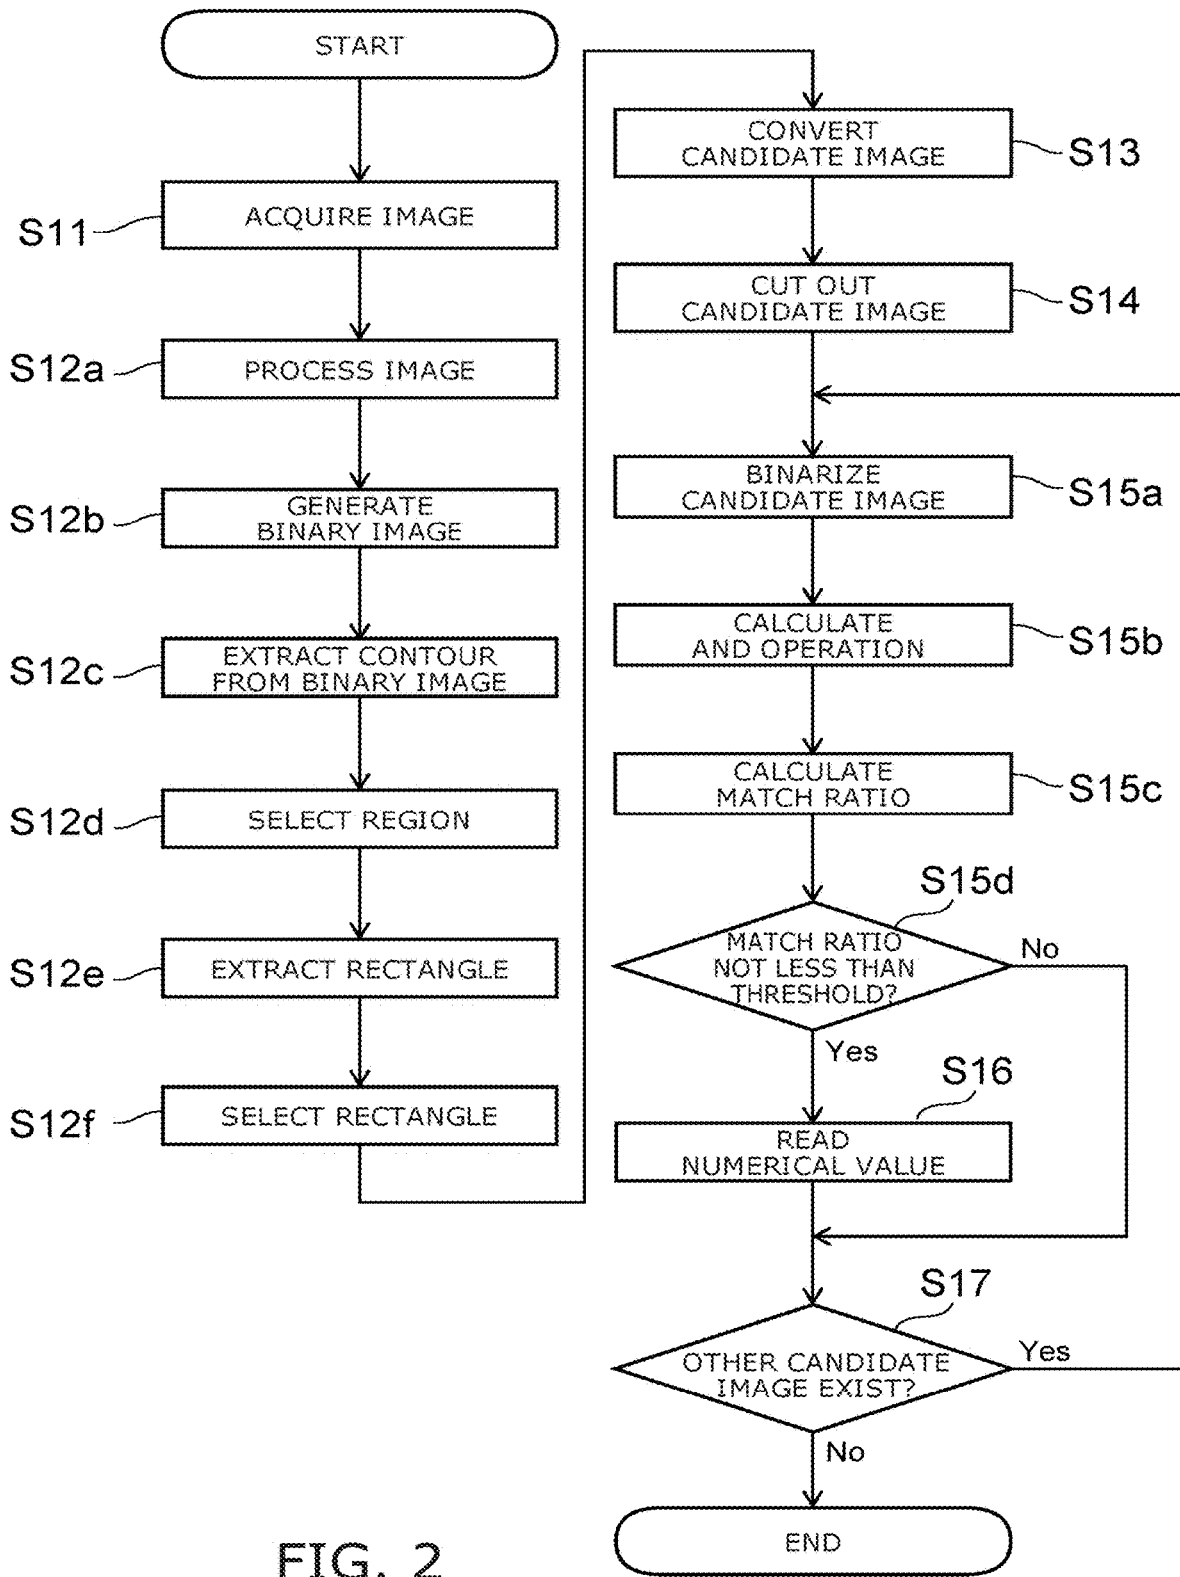 START
S11
ACQUIRE IMAGE
S12a
PROCESS IMAGE
S12b
GENERATE
BINARY IMAGE
S12c
EXTRACT CONTOUR
FROM BINARY IMAGE
S12d
SELECT REGION
S12e
EXTRACT RECTANGLE
S12f
SELECT RECTANGLE
CONVERT
CANDIDATE IMAGE
S13
CUT OUT
CANDIDATE IMAGE
S14
BINARIZE
CANDIDATE IMAGE
S15a
CALCULATE
AND OPERATION
S15b
CALCULATE
MATCH RATIO
S15c
S15d
MATCH RATIO
NOT LESS THAN
THRESHOLD?
No
Yes
S16
READ
NUMERICAL VALUE
S17
OTHER CANDIDATE
IMAGE EXIST?
Yes
No
END
FIG. 2